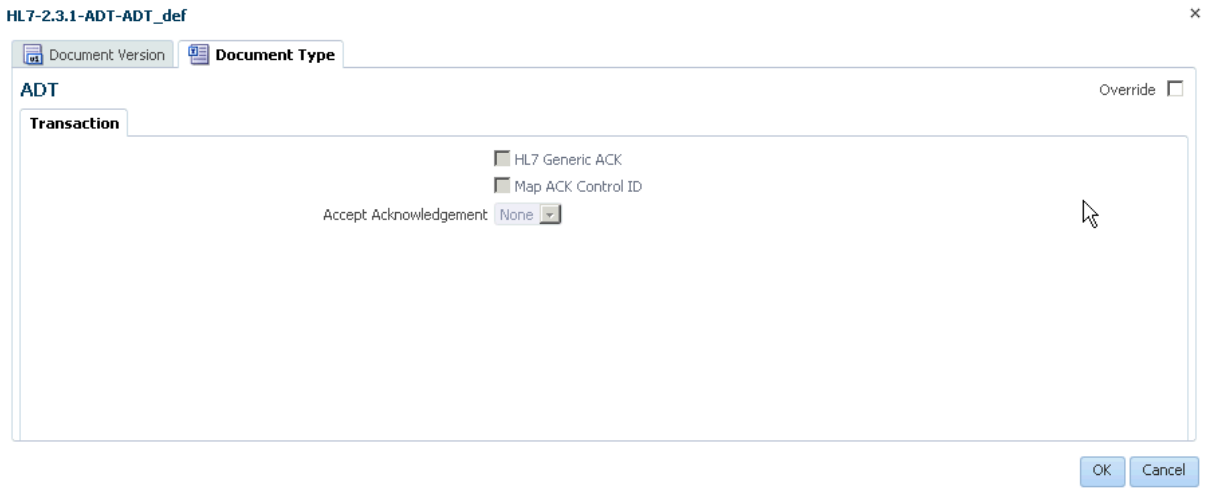 HL7-2.3.1-ADT-ADT_def
Document Version Document Type
ADT Override
Transaction
HL7 Generic ACK
Map ACK Control ID
Accept Acknowledgement None
OK Cancel